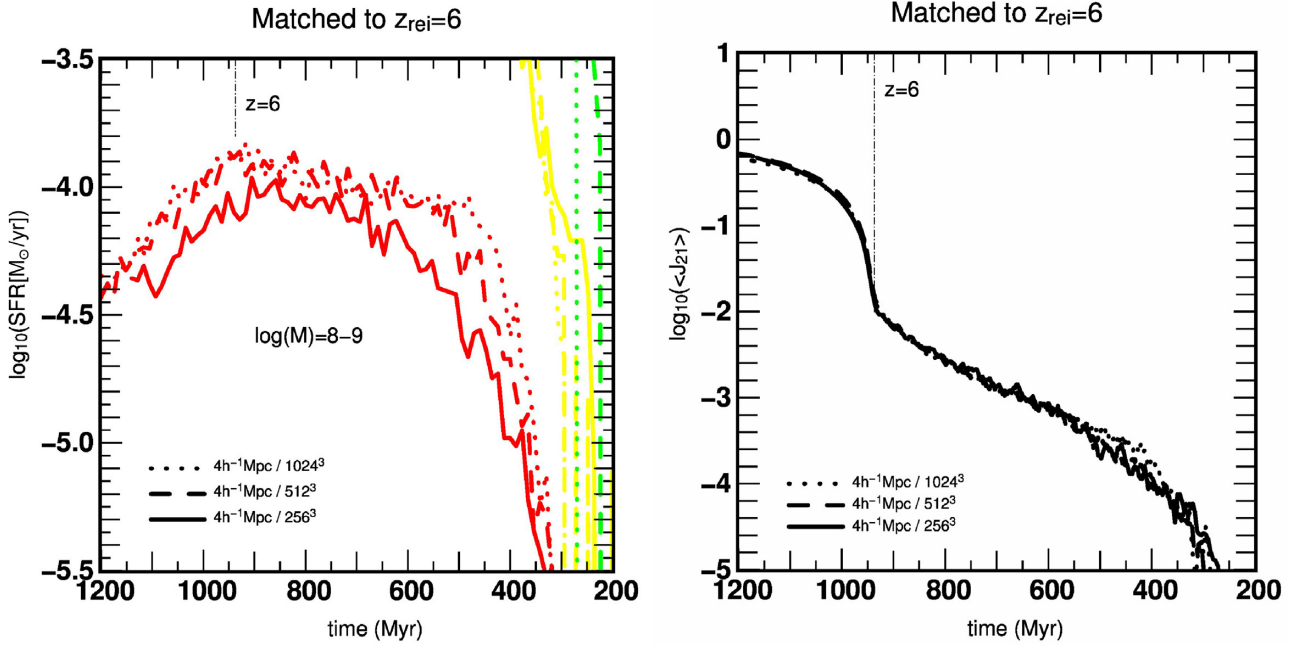 Matched to z_rei=6
−3.5
−4.0
−4.5
−5.0
−5.5
log₁₀(SFR[M☉/yr])
z=6
log(M)=8−9
4h⁻¹Mpc / 1024³
4h⁻¹Mpc / 512³
4h⁻¹Mpc / 256³
1200 1000 800 600 400 200
time (Myr)
Matched to z_rei=6
1
0
−1
−2
−3
−4
−5
log₁₀(<J₂₁>)
z=6
4h⁻¹Mpc / 1024³
4h⁻¹Mpc / 512³
4h⁻¹Mpc / 256³
1200 1000 800 600 400 200
time (Myr)